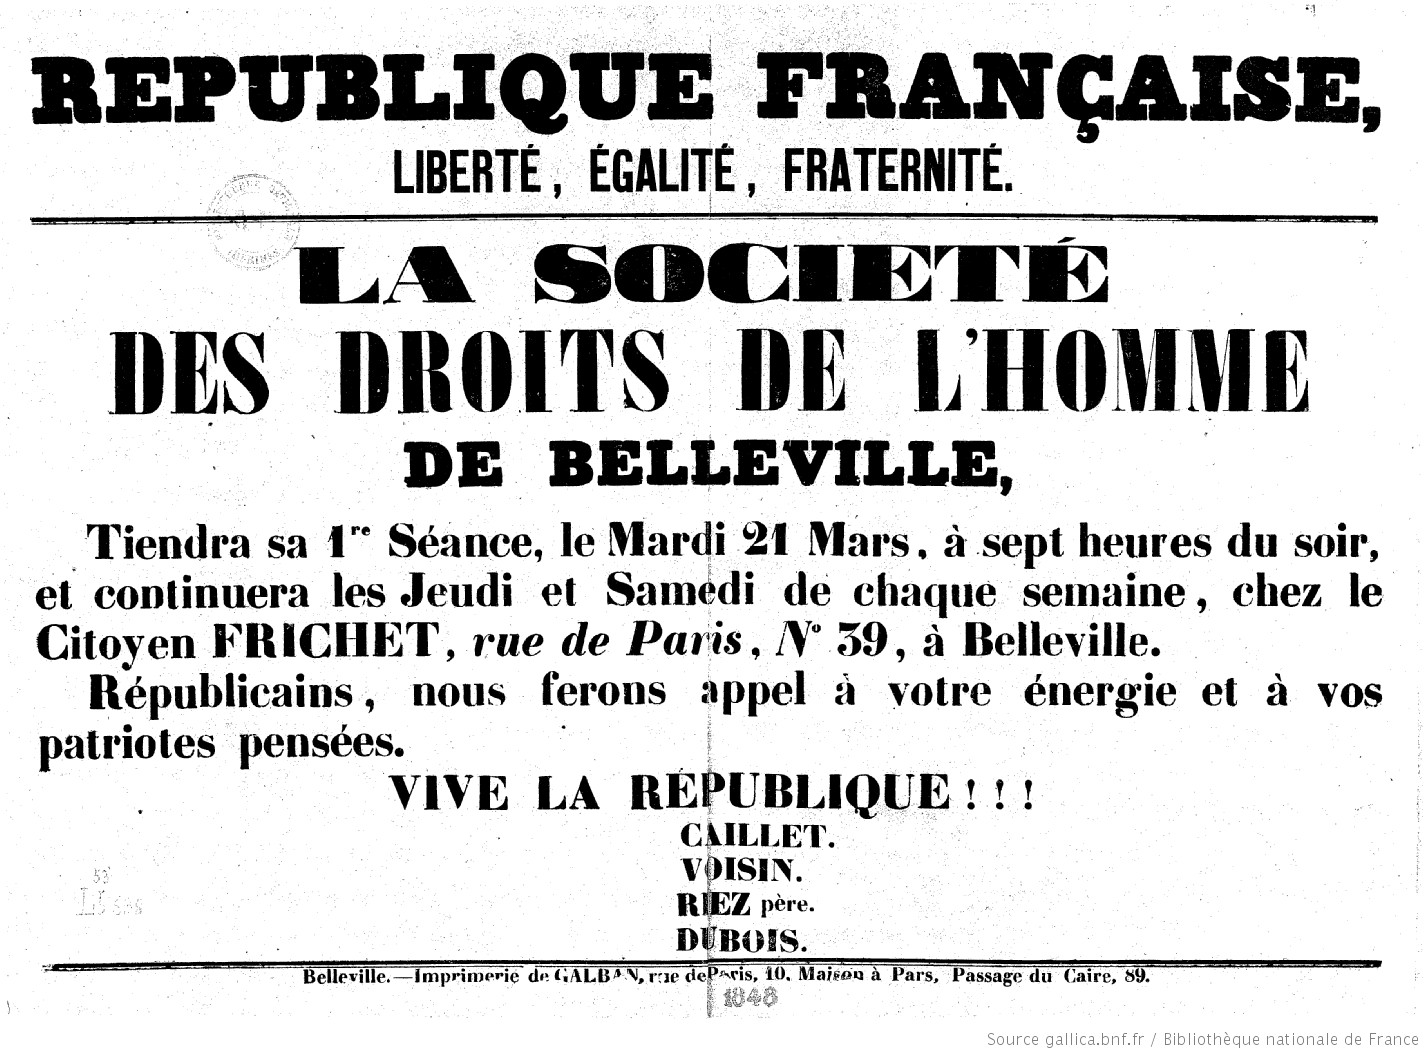 REPUBLIQUE FRANÇAISE,
LIBERTÉ, ÉGALITÉ, FRATERNITÉ.
LA SOCIETÉ
DES DROITS DE L'HOMME
DE BELLEVILLE,
Tiendra sa 1re Séance, le Mardi 21 Mars, à sept heures du soir,
et continuera les Jeudi et Samedi de chaque semaine, chez le
Citoyen FRICHET, rue de Paris, No 39, à Belleville.
Républicains, nous ferons appel à votre énergie et à vos
patriotes pensées.
VIVE LA RÉPUBLIQUE!!!
CAILLET.
VOISIN.
RIEZ père.
DUBOIS.
Belleville.—Imprimerie de GALBAN, rue de Paris, 10. Maison à Pars, Passage du Caire, 89.
1848
Source gallica.bnf.fr / Bibliothèque nationale de France